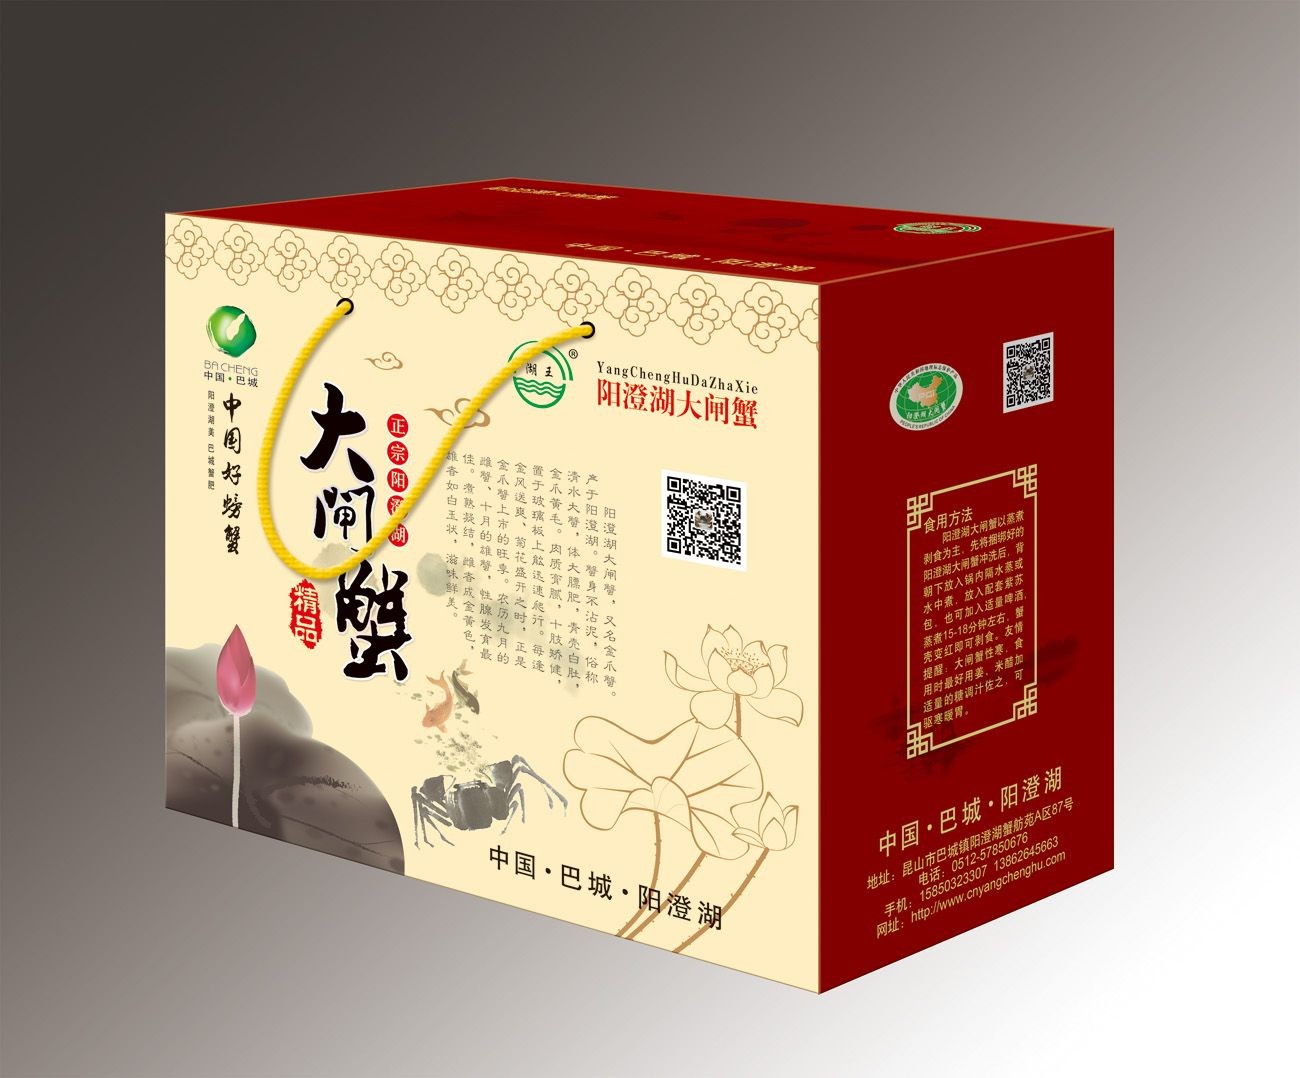 中国·巴城·阳澄湖
BA CHENG
中国·巴城
中国好螃蟹
阳澄湖美 巴城蟹肥
大闸蟹
正宗阳澄湖
精品
湖王
®
YangChengHuDaZhaXie
阳澄湖大闸蟹
阳澄湖大闸蟹，又名金爪蟹。
产于阳澄湖。蟹身不沾泥，俗称
清水大蟹，体大膘肥，青壳白肚，
金爪黄毛。肉质膏腻，十肢矫健，
置于玻璃板上能迅速爬行。每逢
金风送爽、菊花盛开之时，正是
金爪蟹上市的旺季。农历九月的
雌蟹、十月的雄蟹，性腺发育最
佳。煮熟凝结，雌者成金黄色，
雄者如白玉状，滋味鲜美。
中国·巴城·阳澄湖
阳澄湖大闸蟹
PEOPLE'S REPUBLIC OF CHINA
食用方法
阳澄湖大闸蟹以蒸煮
剥食为主，先将捆绑好的
阳澄湖大闸蟹冲洗后，背
朝下放入锅内隔水蒸或
水中煮，放入配套紫苏
包，也可加入适量啤酒，
蒸煮15-18分钟左右，蟹
壳变红即可剥食。友情
提醒：大闸蟹性寒，食
用时最好用姜、米醋加
适量的糖调汁佐之，可
驱寒暖胃。
中国·巴城·阳澄湖
地址：昆山市巴城镇阳澄湖蟹舫苑A区87号
电话：0512-57850676
手机：15850323307 13862645663
网址：http://www.cnyangchenghu.com